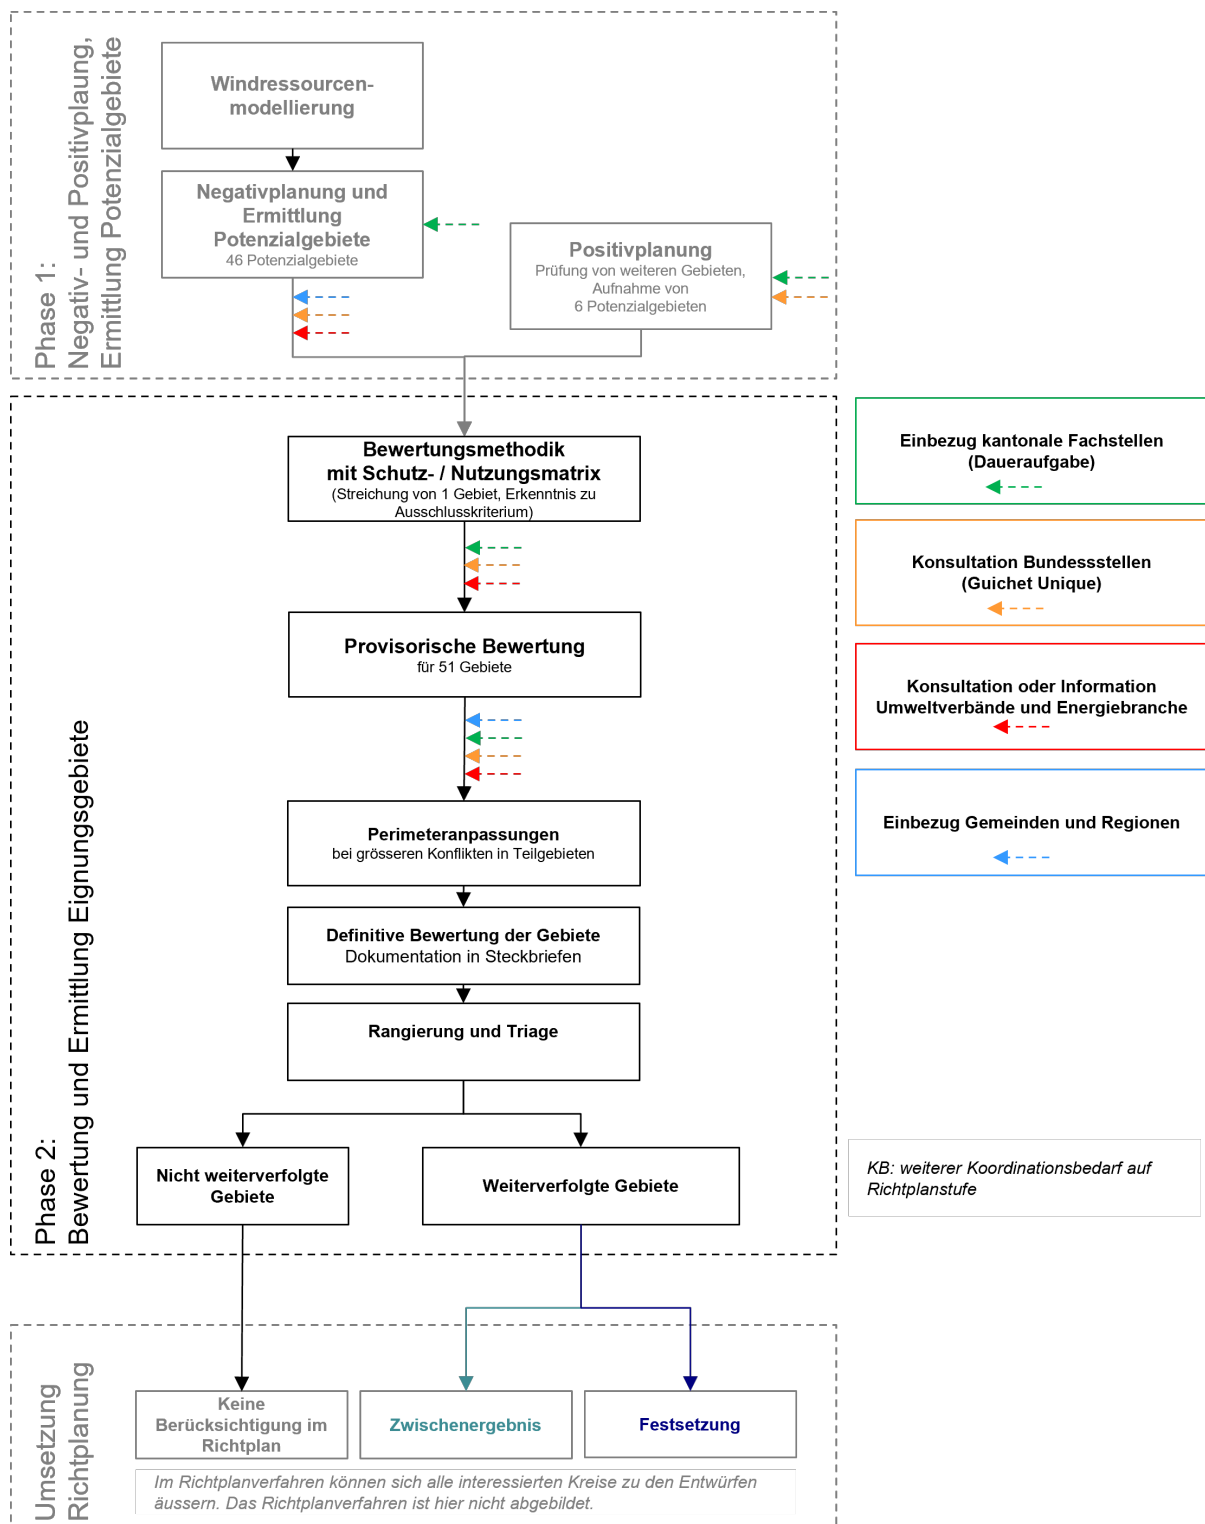 Phase 1:
Negativ- und Positivplaung,
Ermittlung Potenzialgebiete
Windressourcen-
modellierung
Negativplanung und
Ermittlung
Potenzialgebiete
46 Potenzialgebiete
Positivplanung
Prüfung von weiteren Gebieten,
Aufnahme von
6 Potenzialgebieten
Phase 2:
Bewertung und Ermittlung Eignungsgebiete
Bewertungsmethodik
mit Schutz- / Nutzungsmatrix
(Streichung von 1 Gebiet, Erkenntnis zu
Ausschlusskriterium)
Provisorische Bewertung
für 51 Gebiete
Perimeteranpassungen
bei grösseren Konflikten in Teilgebieten
Definitive Bewertung der Gebiete
Dokumentation in Steckbriefen
Rangierung und Triage
Nicht weiterverfolgte
Gebiete
Weiterverfolgte Gebiete
Einbezug kantonale Fachstellen
(Daueraufgabe)
Konsultation Bundessstellen
(Guichet Unique)
Konsultation oder Information
Umweltverbände und Energiebranche
Einbezug Gemeinden und Regionen
KB: weiterer Koordinationsbedarf auf
Richtplanstufe
Umsetzung
Richtplanung
Keine
Berücksichtigung im
Richtplan
Zwischenergebnis
Festsetzung
Im Richtplanverfahren können sich alle interessierten Kreise zu den Entwürfen
äussern. Das Richtplanverfahren ist hier nicht abgebildet.